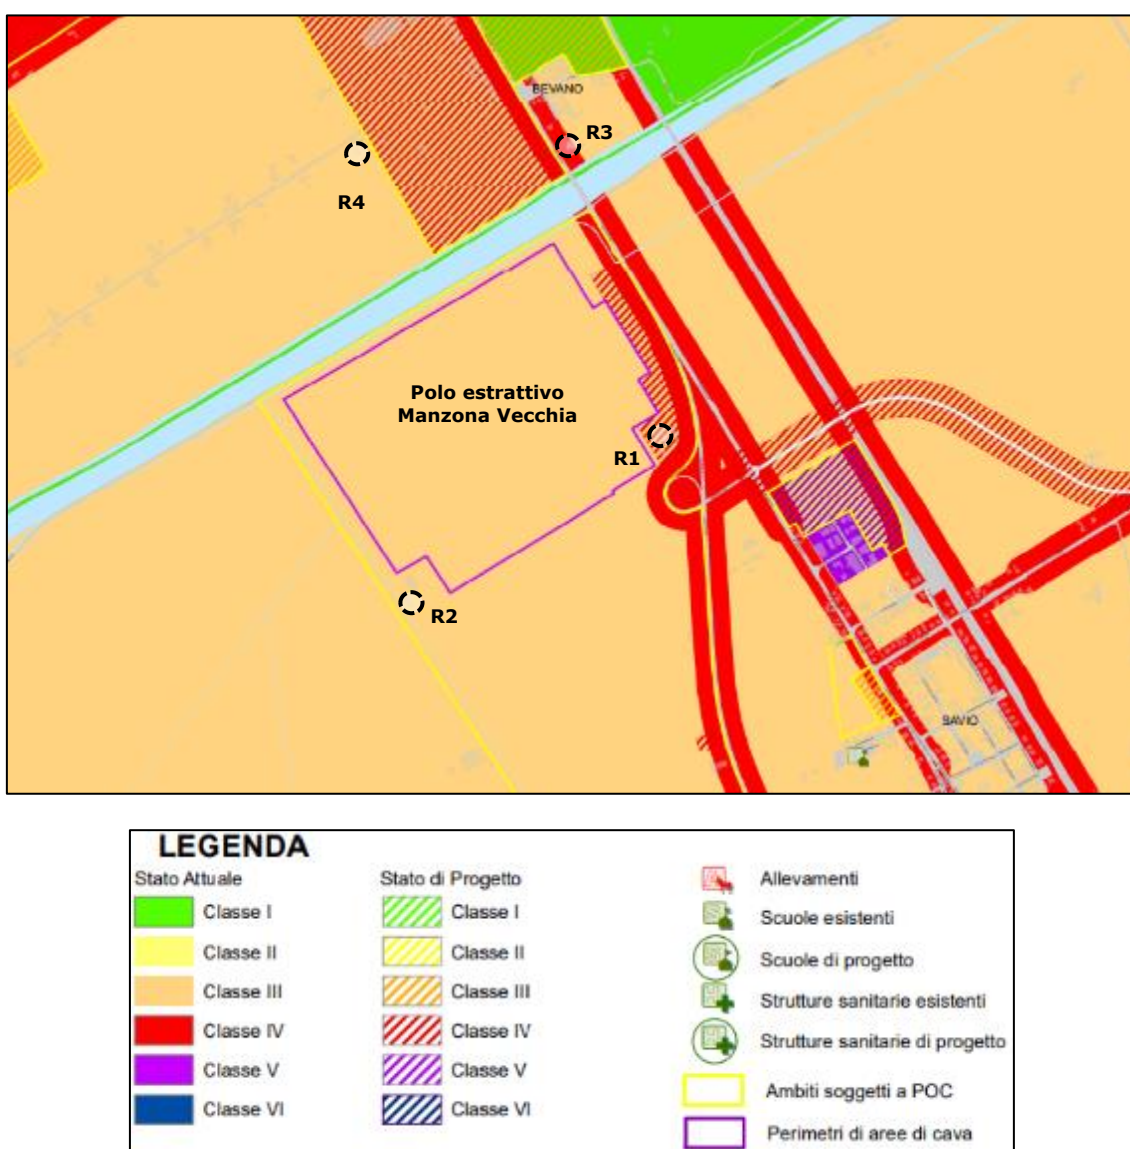 BEVANO
R3
R4
Polo estrattivo
Manzona Vecchia
R1
R2
SAVIO
LEGENDA
Stato Attuale
Classe I
Classe II
Classe III
Classe IV
Classe V
Classe VI
Stato di Progetto
Classe I
Classe II
Classe III
Classe IV
Classe V
Classe VI
Allevamenti
Scuole esistenti
Scuole di progetto
Strutture sanitarie esistenti
Strutture sanitarie di progetto
Ambiti soggetti a POC
Perimetri di aree di cava